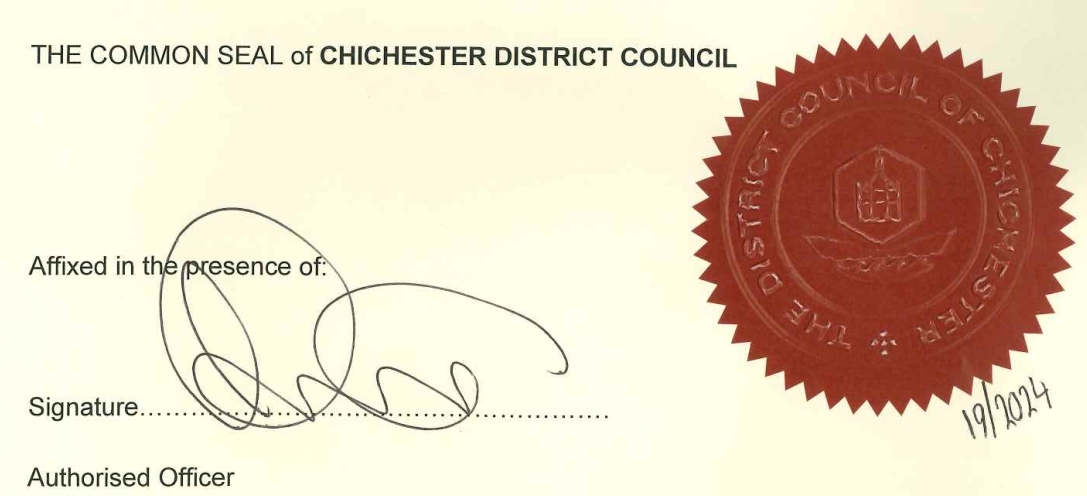 THE COMMON SEAL of CHICHESTER DISTRICT COUNCIL
THE DISTRICT COUNCIL OF CHICHESTER
Affixed in the presence of:
Signature..........................................................
19/2024
Authorised Officer